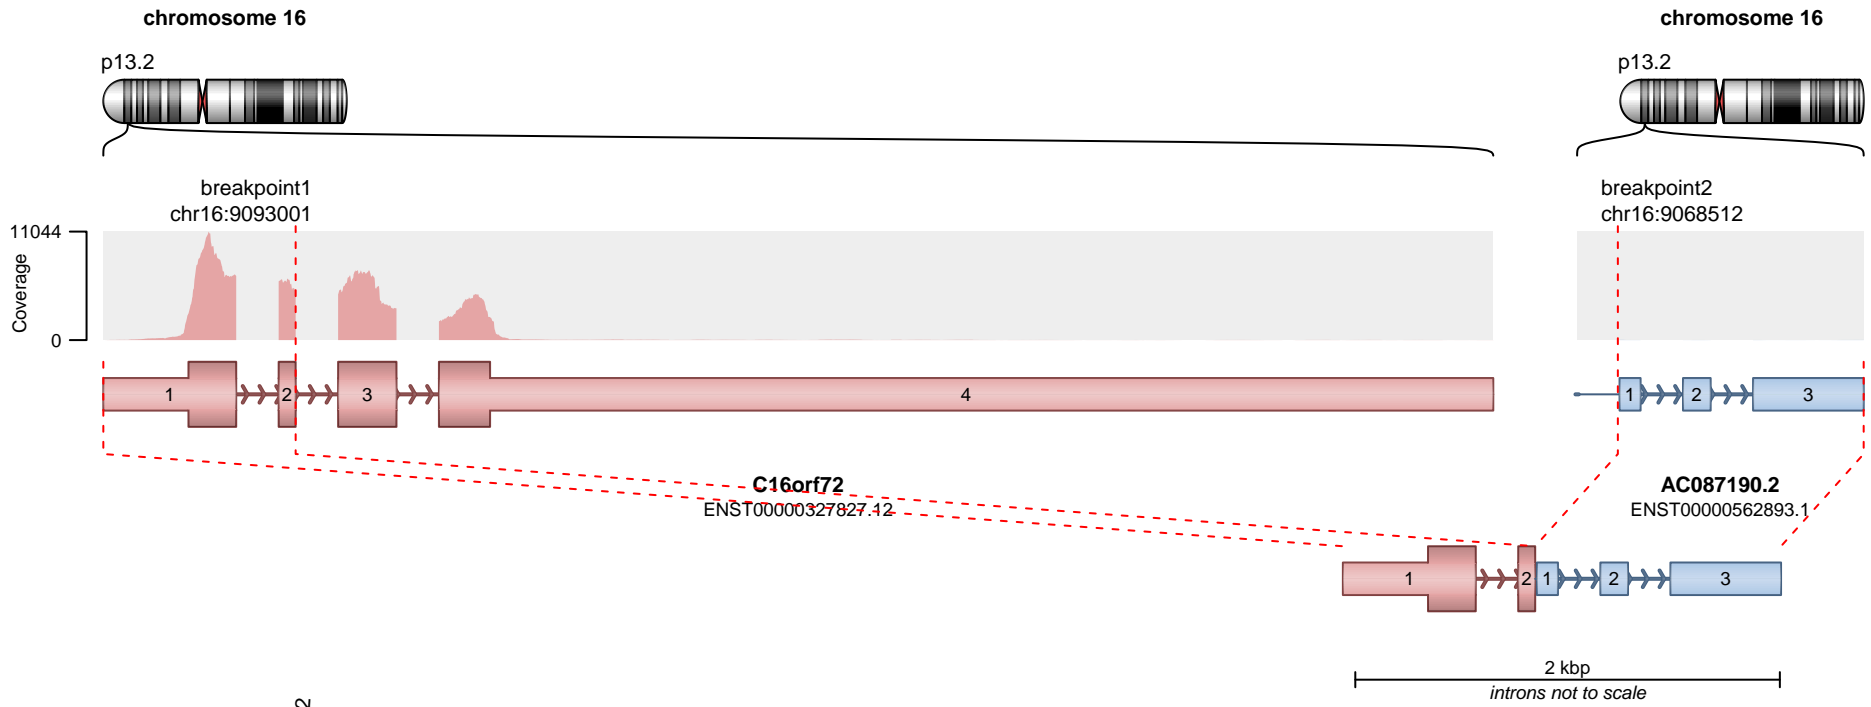 chromosome 16
chromosome 16
p13.2
p13.2
breakpoint1
chr16:9093001
breakpoint2
chr16:9068512
11044
Coverage
0
1
2
3
4
1
2
3
C16orf72
ENST00000327827.12
AC087190.2
ENST00000562893.1
1
2
1
2
3
2 kbp
introns not to scale
2